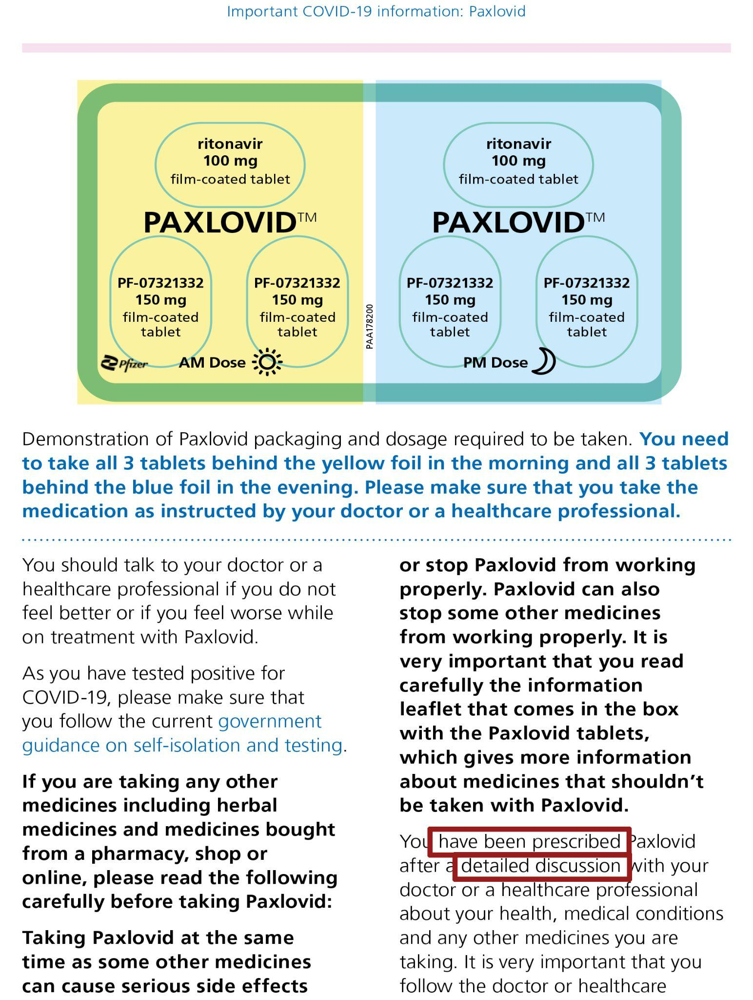 Important COVID-19 information: Paxlovid
ritonavir
100 mg
film-coated tablet
PAXLOVID™
PF-07321332
150 mg
film-coated
tablet
PF-07321332
150 mg
film-coated
tablet
Pfizer
AM Dose
PAA178200
ritonavir
100 mg
film-coated tablet
PAXLOVID™
PF-07321332
150 mg
film-coated
tablet
PF-07321332
150 mg
film-coated
tablet
PM Dose
Demonstration of Paxlovid packaging and dosage required to be taken. You need
to take all 3 tablets behind the yellow foil in the morning and all 3 tablets
behind the blue foil in the evening. Please make sure that you take the
medication as instructed by your doctor or a healthcare professional.
You should talk to your doctor or a
healthcare professional if you do not
feel better or if you feel worse while
on treatment with Paxlovid.
As you have tested positive for
COVID-19, please make sure that
you follow the current government
guidance on self-isolation and testing.
If you are taking any other
medicines including herbal
medicines and medicines bought
from a pharmacy, shop or
online, please read the following
carefully before taking Paxlovid:
Taking Paxlovid at the same
time as some other medicines
can cause serious side effects
or stop Paxlovid from working
properly. Paxlovid can also
stop some other medicines
from working properly. It is
very important that you read
carefully the information
leaflet that comes in the box
with the Paxlovid tablets,
which gives more information
about medicines that shouldn’t
be taken with Paxlovid.
You have been prescribed Paxlovid
after a detailed discussion with your
doctor or a healthcare professional
about your health, medical conditions
and any other medicines you are
taking. It is very important that you
follow the doctor or healthcare